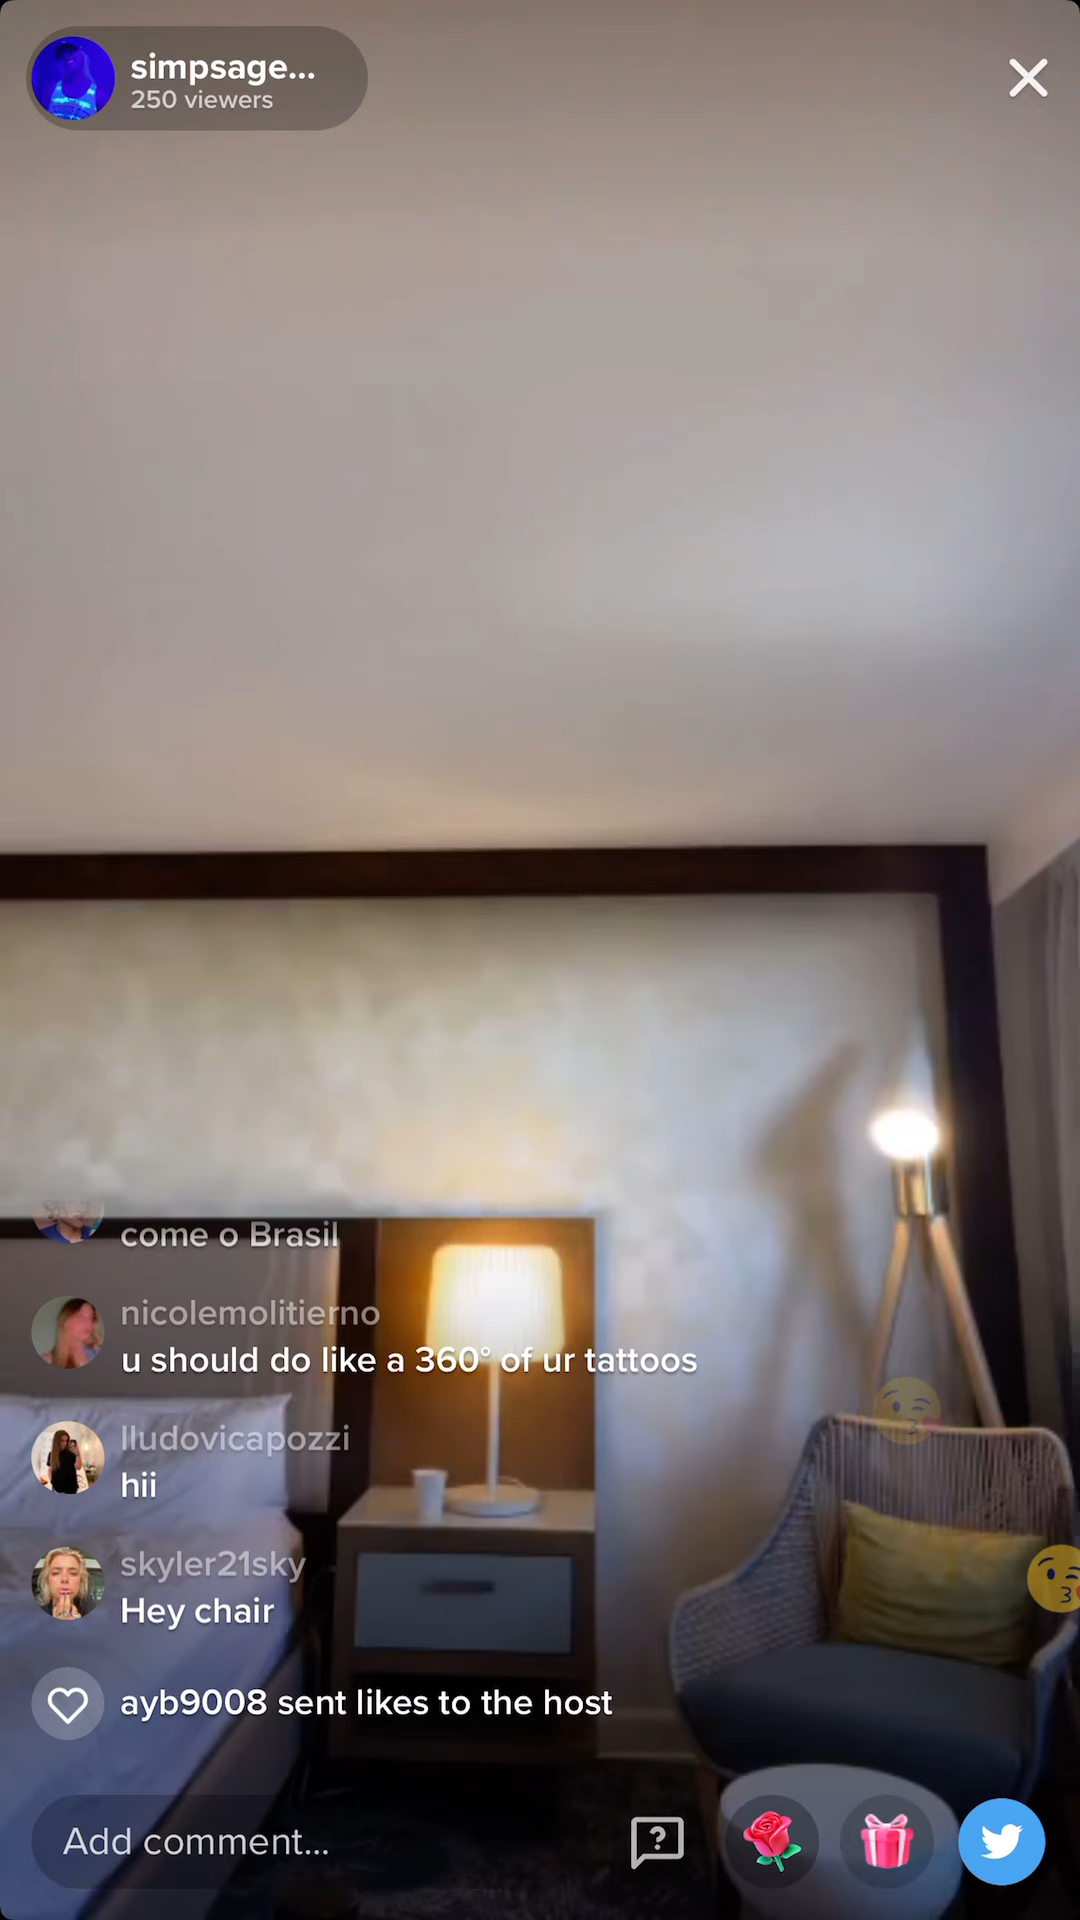 simpsage...
250 viewers
come o Brasil
nicolemolitierno
u should do like a 360° of ur tattoos
lludovicapozzi
hii
skyler21sky
Hey chair
ayb9008 sent likes to the host
Add comment...
?